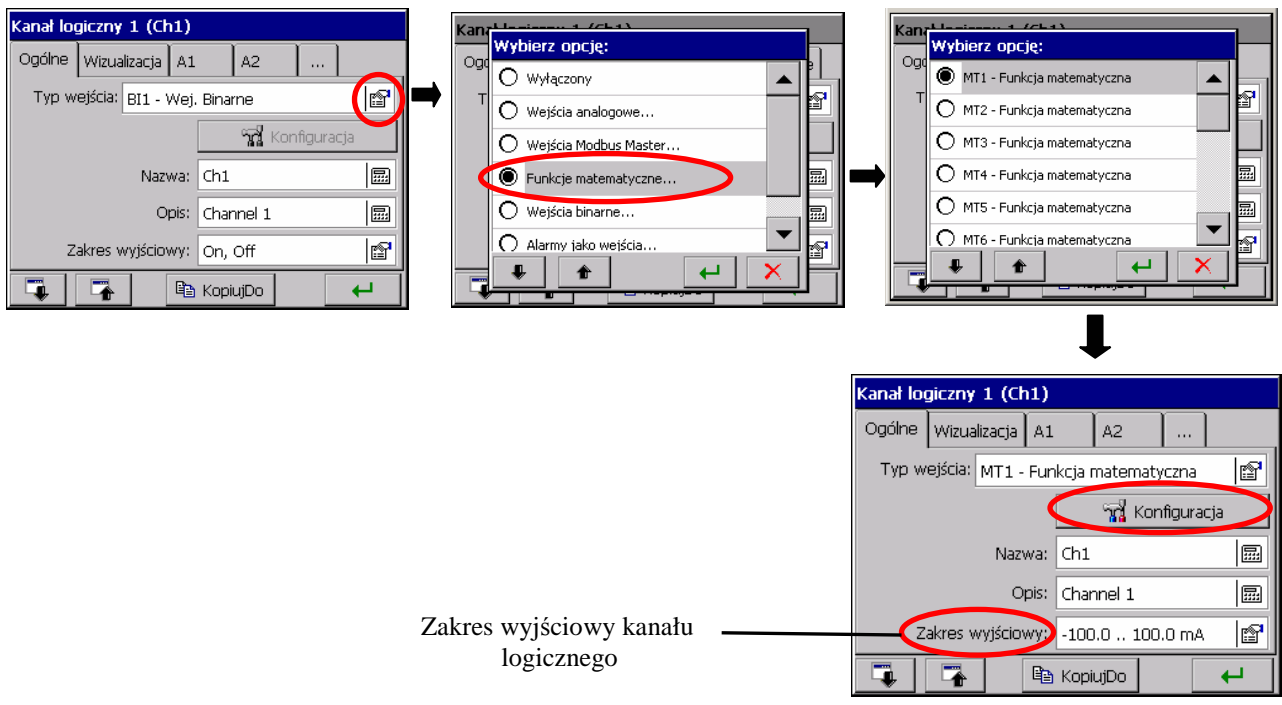 Kanał logiczny 1 (Ch1)
Ogólne Wizualizacja A1 A2 ...
Typ wejścia: BI1 - Wej. Binarne
Konfiguracja
Nazwa: Ch1
Opis: Channel 1
Zakres wyjściowy: On, Off
KopiujDo
Wybierz opcję:
Wyłączony
Wejścia analogowe...
Wejścia Modbus Master...
Funkcje matematyczne...
Wejścia binarne...
Alarmy jako wejścia...
Wybierz opcję:
MT1 - Funkcja matematyczna
MT2 - Funkcja matematyczna
MT3 - Funkcja matematyczna
MT4 - Funkcja matematyczna
MT5 - Funkcja matematyczna
MT6 - Funkcja matematyczna
Kanał logiczny 1 (Ch1)
Ogólne Wizualizacja A1 A2 ...
Typ wejścia: MT1 - Funkcja matematyczna
Konfiguracja
Nazwa: Ch1
Opis: Channel 1
Zakres wyjściowy: -100.0 .. 100.0 mA
KopiujDo
Zakres wyjściowy kanału
logicznego